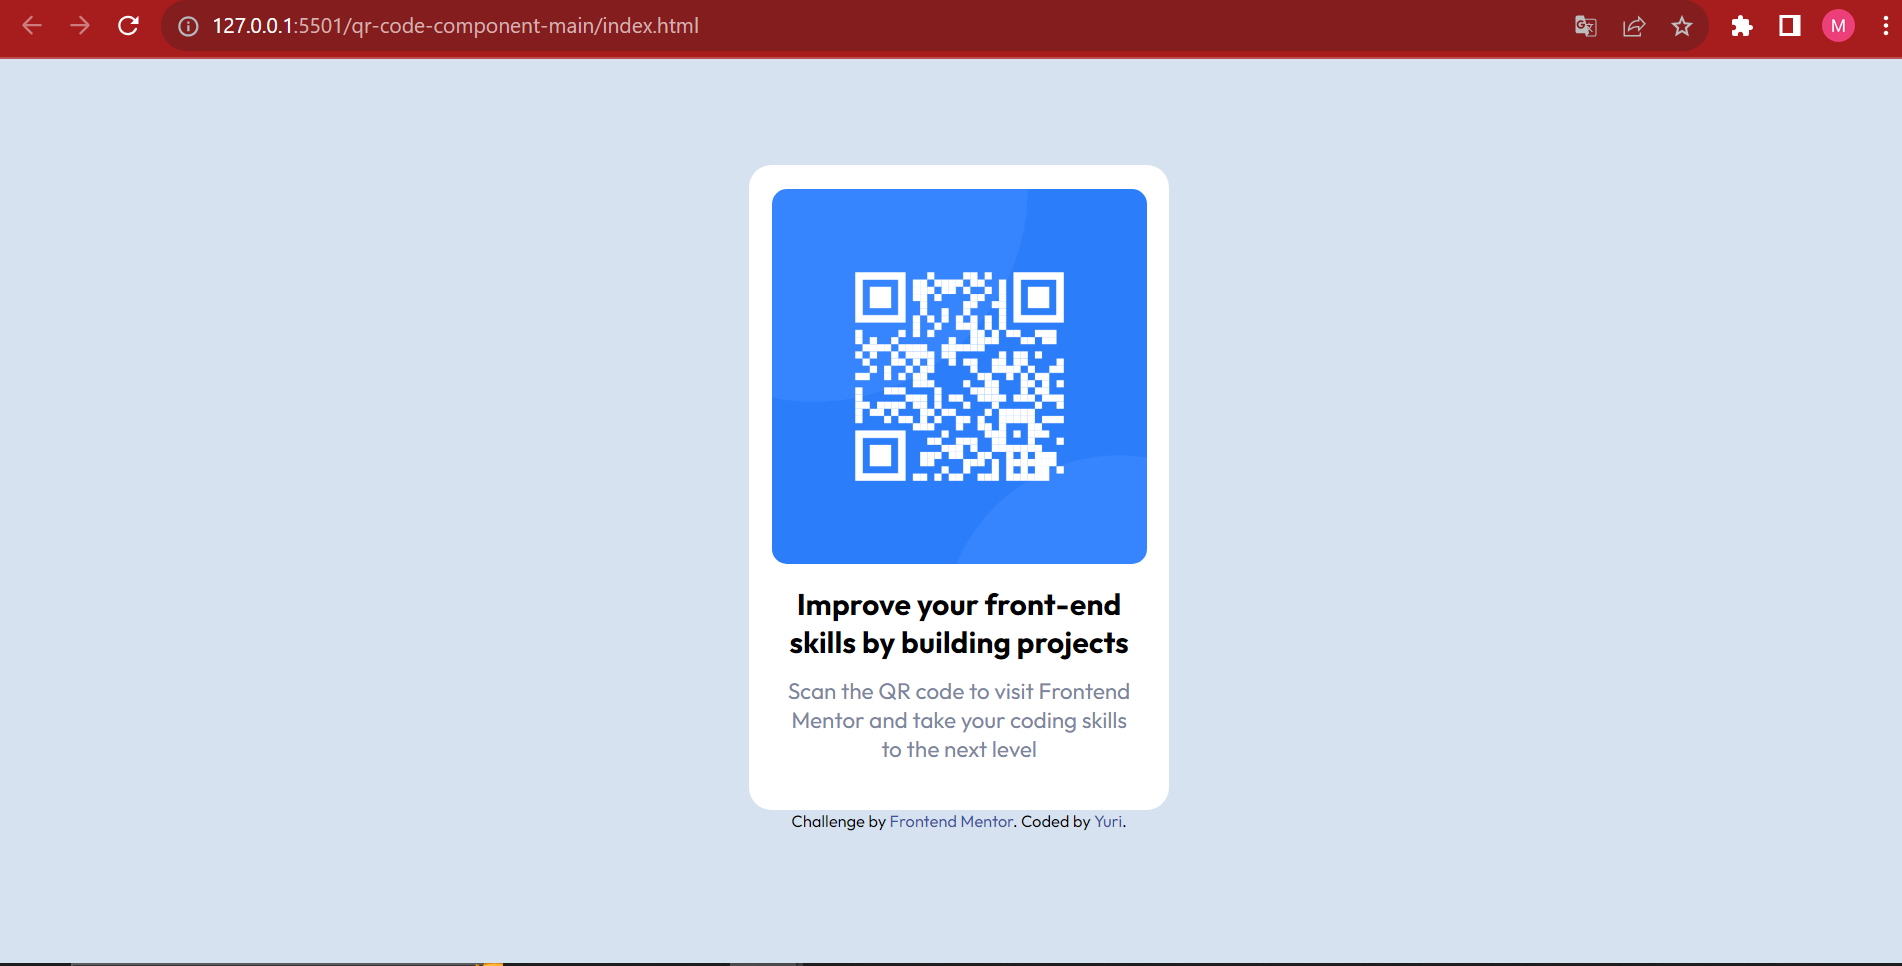 127.0.0.1:5501/qr-code-component-main/index.html
M
Improve your front-end
skills by building projects
Scan the QR code to visit Frontend
Mentor and take your coding skills
to the next level
Challenge by Frontend Mentor. Coded by Yuri.